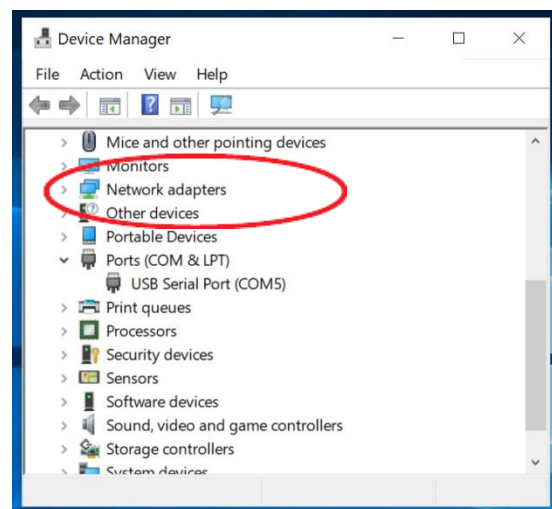 Device Manager
File Action View Help
Mice and other pointing devices
Monitors
Network adapters
Other devices
Portable Devices
Ports (COM & LPT)
USB Serial Port (COM5)
Print queues
Processors
Security devices
Sensors
Software devices
Sound, video and game controllers
Storage controllers
System devices